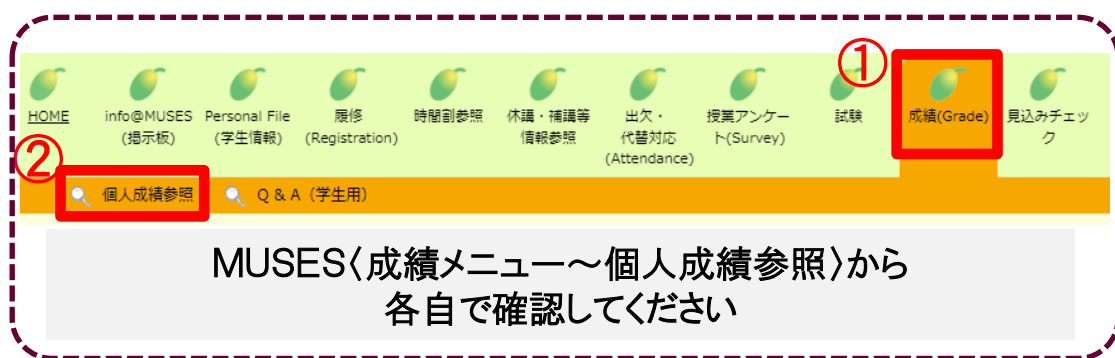 ①
HOME
info@MUSES
(掲示板)
Personal File
(学生情報)
履修
(Registration)
時間割参照
休講・補講等
情報参照
出欠・
代替対応
(Attendance)
授業アンケー
ト(Survey)
試験
成績(Grade)
見込みチェッ
ク
②
個人成績参照
Q & A（学生用）
MUSES〈成績メニュー～個人成績参照〉から
各自で確認してください